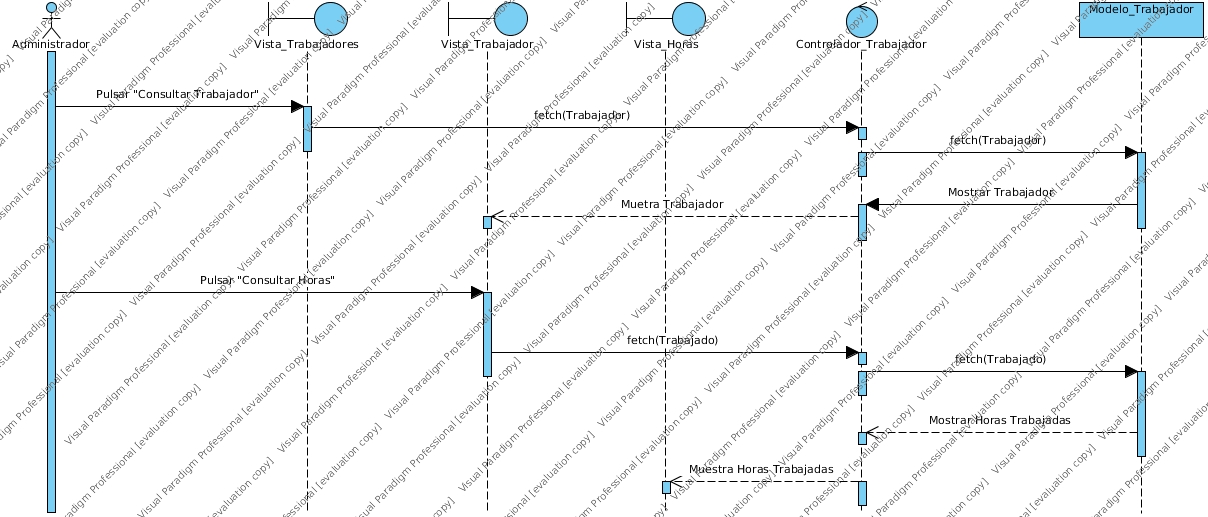 Administrador
Vista_Trabajadores
Vista_Trabajador
Vista_Horas
Controlador_Trabajador
Modelo_Trabajador
Pulsar "Consultar Trabajador"
fetch(Trabajador)
fetch(Trabajador)
Mostrar Trabajador
Muetra Trabajador
Pulsar "Consultar Horas"
fetch(Trabajado)
fetch(Trabajado)
Mostrar Horas Trabajadas
Muestra Horas Trabajadas
Visual Paradigm Professional [evaluation copy]